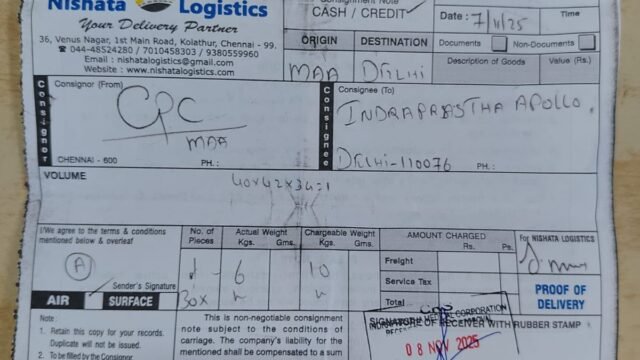 Nishata Logistics
Your Delivery Partner
36, Venus Nagar, 1st Main Road, Kolathur, Chennai - 99.
☎ 044-48524280 / 7010458303 / 9380559960
Email : nishatalogistics@gmail.com
Website : www.nishatalogistics.com
Consignment Note
CASH / CREDIT
ORIGIN DESTINATION
MAA DELHI
Date : 7/11/25 Time
Documents Non-Documents
Description of Goods Value (Rs.)
Consignor
Consignor (From)
CPC
MAA
CHENNAI - 600 PH. :
Consignee
Consignee (To)
INDRAPRASTHA APOLLO.
DELHI-110076 PH. :
VOLUME
40x42x34=1
I/We agree to the terms & conditions
mentioned below & overleaf
A
Sender's Signature
AIR SURFACE
No. of Pieces
Actual Weight
Kgs. Gms.
Chargeable Weight
Kgs. Gms.
1 6 10
Box
AMOUNT CHARGED
Rs. Ps.
Freight
Service Tax
Total
For NISHATA LOGISTICS
PROOF OF
DELIVERY
Note :
1. Retain this copy for your records.
Duplicate will not be issued.
2. To be filled by the Consignor
This is non-negotiable consignment
note subject to the conditions of
carriage. The company's liability for
the mentioned shall be compensated to a sum
SIGNATURE OF RECEIVER WITH RUBBER STAMP
MEDICAL CORPORATION
08 NOV 2025